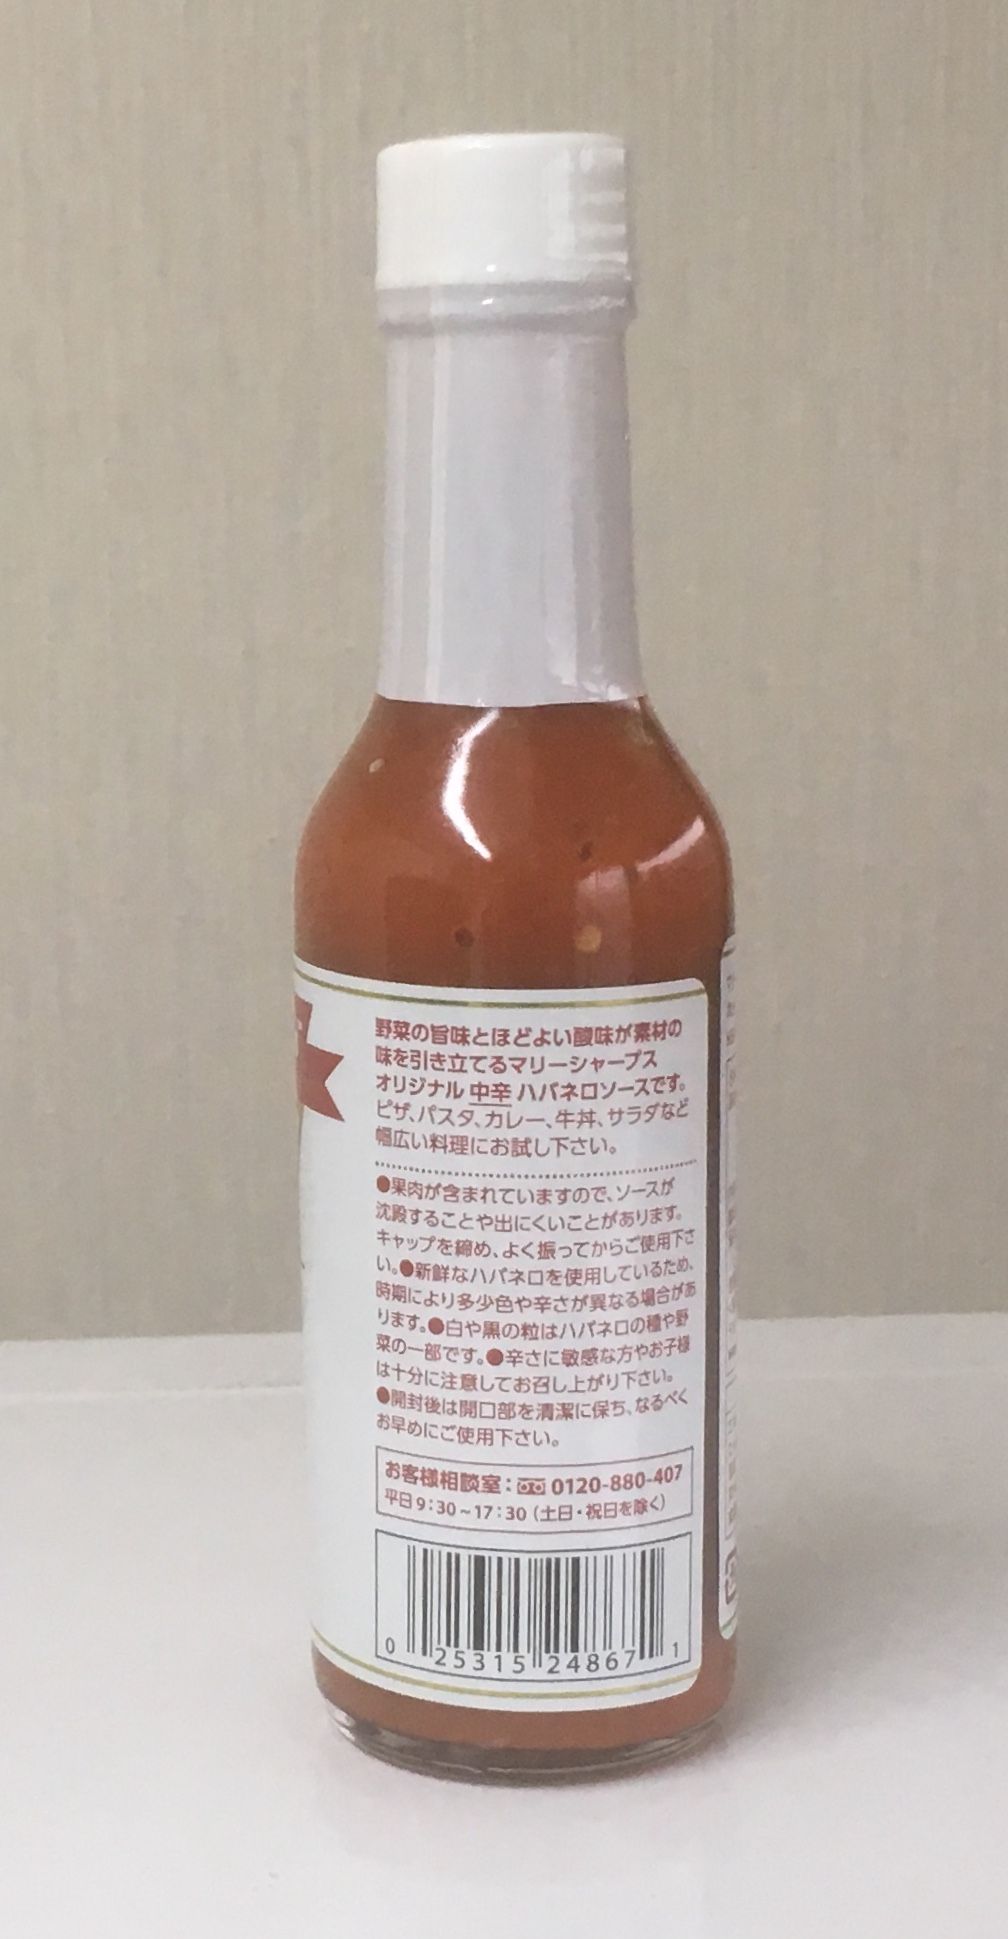 野菜の旨味とほどよい酸味が素材の
味を引き立てるマリーシャープス
オリジナル 中辛 ハバネロソースです。
ピザ、パスタ、カレー、牛丼、サラダなど
幅広い料理にお試し下さい。
●果肉が含まれていますので、ソースが
沈殿することや出にくいことがあります。
キャップを締め、よく振ってからご使用下さ
い。●新鮮なハバネロを使用しているため、
時期により多少色や辛さが異なる場合があ
ります。●白や黒の粒はハバネロの種や野
菜の一部です。●辛さに敏感な方やお子様
は十分に注意してお召し上がり下さい。
●開封後は開口部を清潔に保ち、なるべく
お早めにご使用下さい。
お客様相談室：0120-880-407
平日9：30～17：30（土日・祝日を除く）
0 25315 24867 1